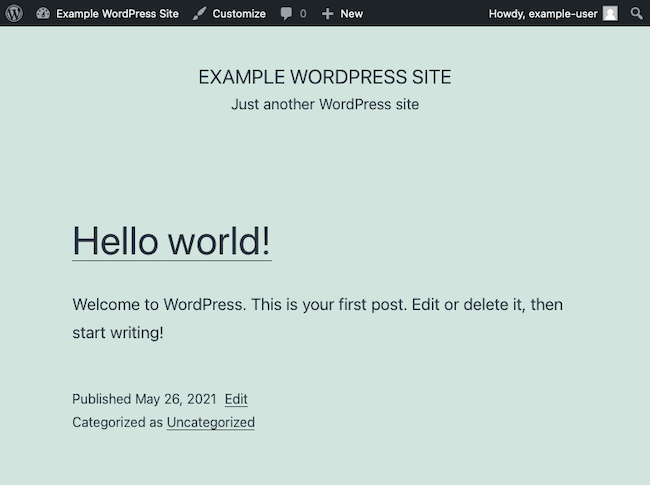 Example WordPress Site Customize 0 New Howdy, example-user
EXAMPLE WORDPRESS SITE
Just another WordPress site
Hello world!
Welcome to WordPress. This is your first post. Edit or delete it, then
start writing!
Published May 26, 2021 Edit
Categorized as Uncategorized